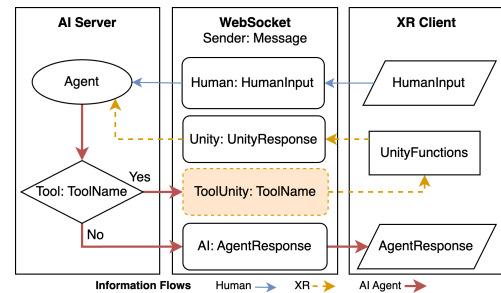 AI Server
WebSocket
Sender: Message
XR Client
Agent
Human: HumanInput
HumanInput
Unity: UnityResponse
UnityFunctions
Tool: ToolName
Yes
ToolUnity: ToolName
No
AI: AgentResponse
AgentResponse
Information Flows Human XR AI Agent